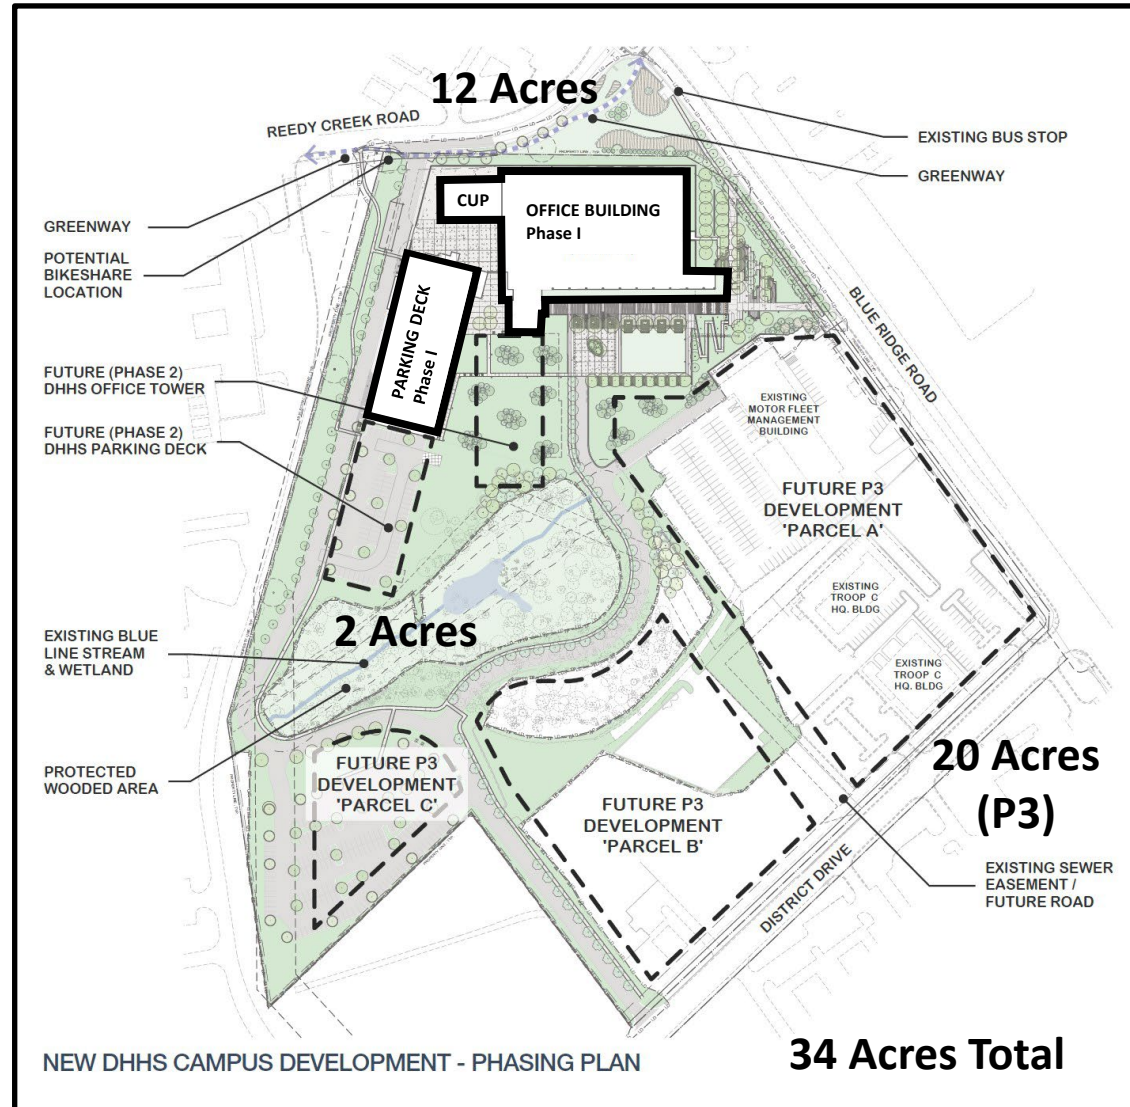 12 Acres
REEDY CREEK ROAD
EXISTING BUS STOP
GREENWAY
CUP
OFFICE BUILDING
Phase I
GREENWAY
POTENTIAL
BIKESHARE
LOCATION
PARKING DECK
Phase I
BLUE RIDGE ROAD
FUTURE (PHASE 2)
DHHS OFFICE TOWER
FUTURE (PHASE 2)
DHHS PARKING DECK
EXISTING
MOTOR FLEET
MANAGEMENT
BUILDING
FUTURE P3
DEVELOPMENT
'PARCEL A'
EXISTING
TROOP C
HQ. BLDG
EXISTING
TROOP C
HQ. BLDG
2 Acres
EXISTING BLUE
LINE STREAM
& WETLAND
PROTECTED
WOODED AREA
FUTURE P3
DEVELOPMENT
'PARCEL C'
FUTURE P3
DEVELOPMENT
'PARCEL B'
20 Acres
(P3)
DISTRICT DRIVE
EXISTING SEWER
EASEMENT /
FUTURE ROAD
NEW DHHS CAMPUS DEVELOPMENT - PHASING PLAN
34 Acres Total